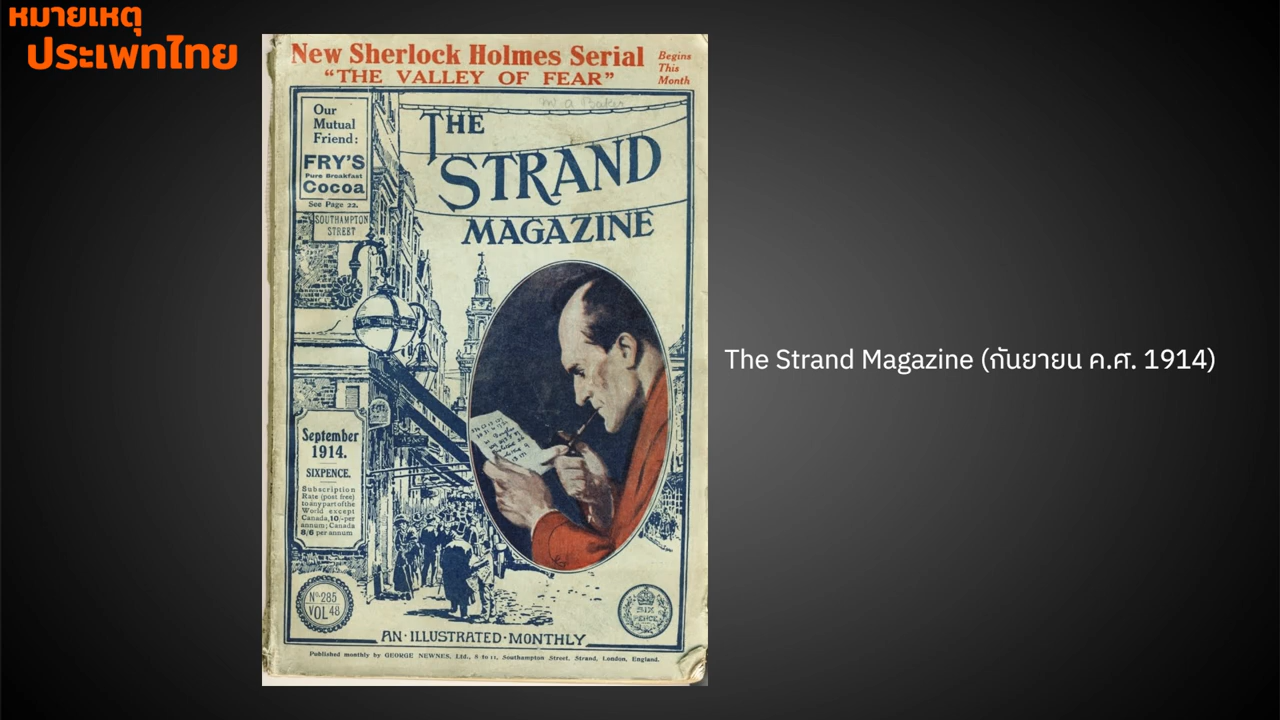 หมายเหตุ
ประเพทไทย
New Sherlock Holmes Serial
"THE VALLEY OF FEAR"
Begins
This
Month
THE
STRAND
MAGAZINE
Our
Mutual
Friend:
FRY'S
Pure Breakfast
Cocoa
See Page 22.
SOUTHAMPTON
STREET
September
1914.
SIXPENCE.
Subscription
Rate (post free)
to any part of the
World except
Canada, 10/- per
annum; Canada
8/6 per annum
No. 285
VOL 48
SIX
PENCE
AN·ILLUSTRATED·MONTHLY
Published monthly by GEORGE NEWNES, Ltd., 8 to 11, Southampton Street, Strand, London, England.
The Strand Magazine (กันยายน ค.ศ. 1914)